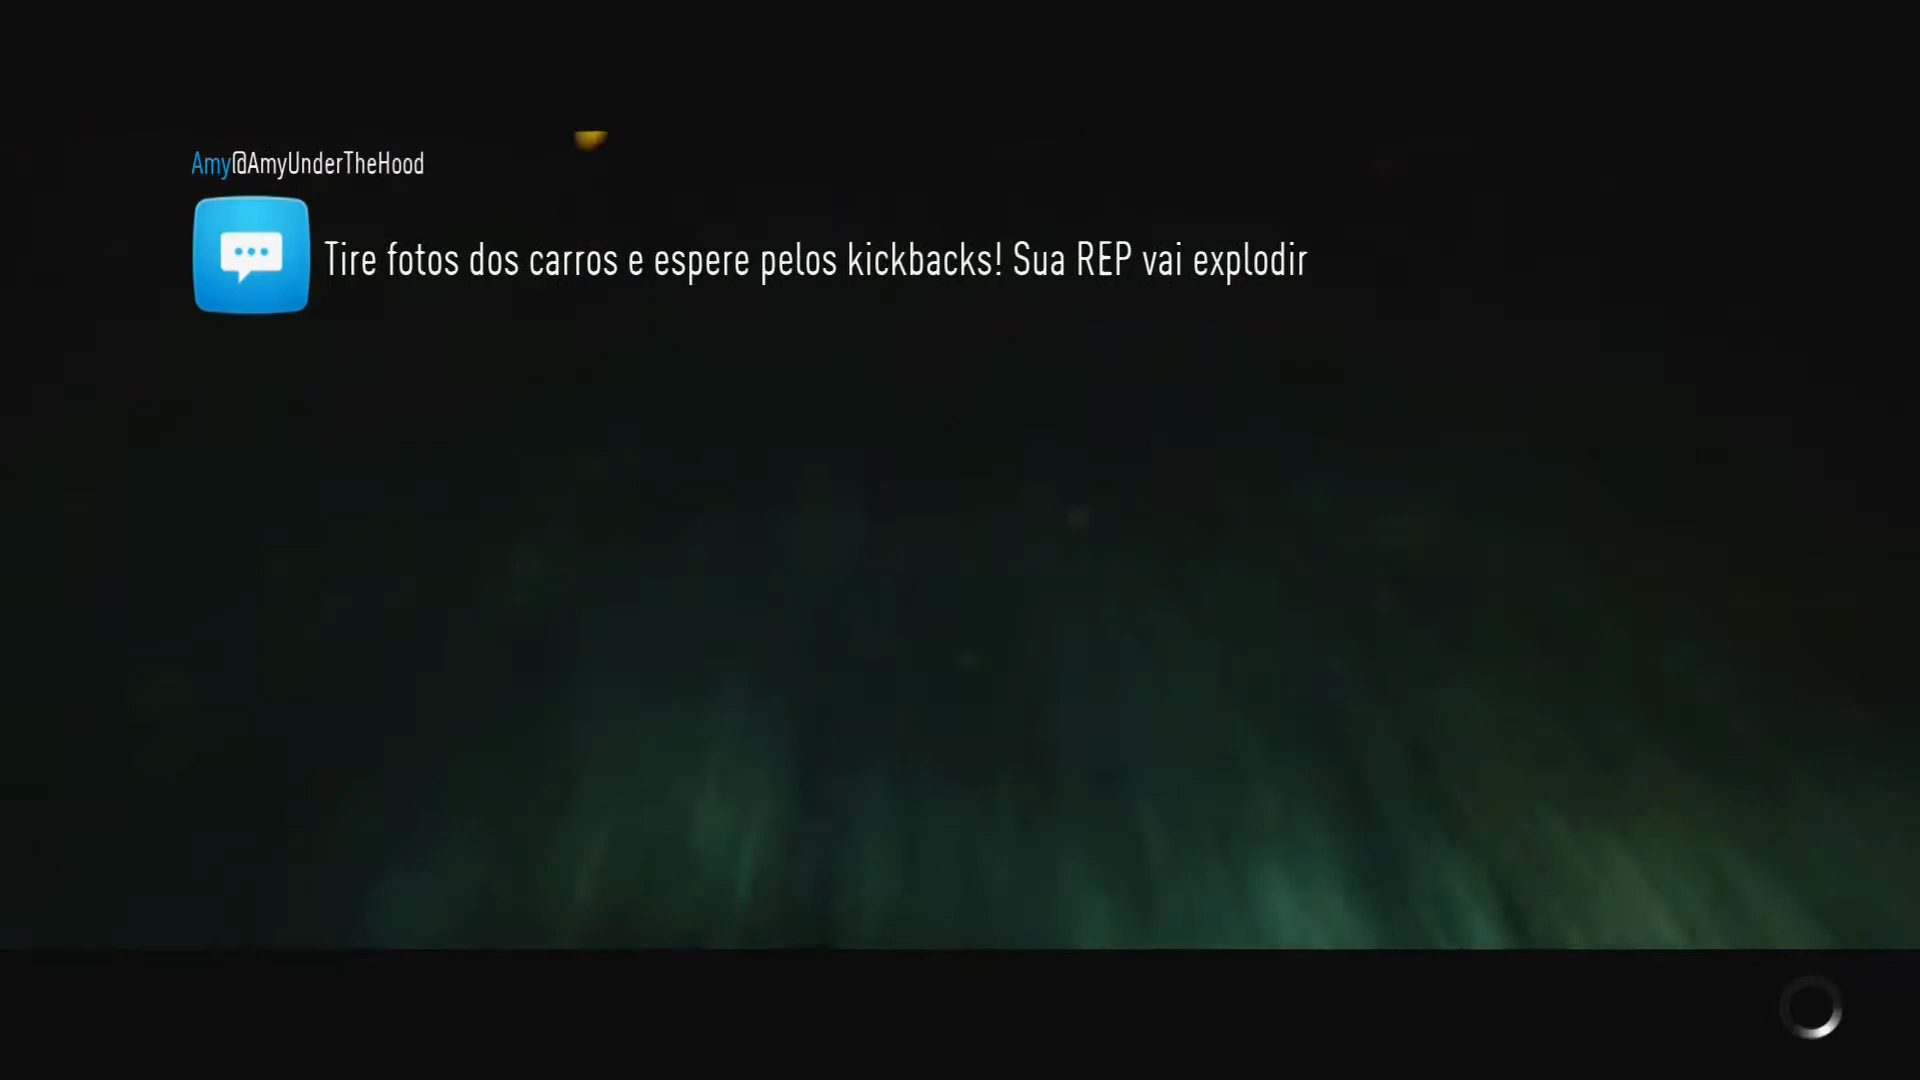 Amy@AmyUnderTheHood
Tire fotos dos carros e espere pelos kickbacks! Sua REP vai explodir